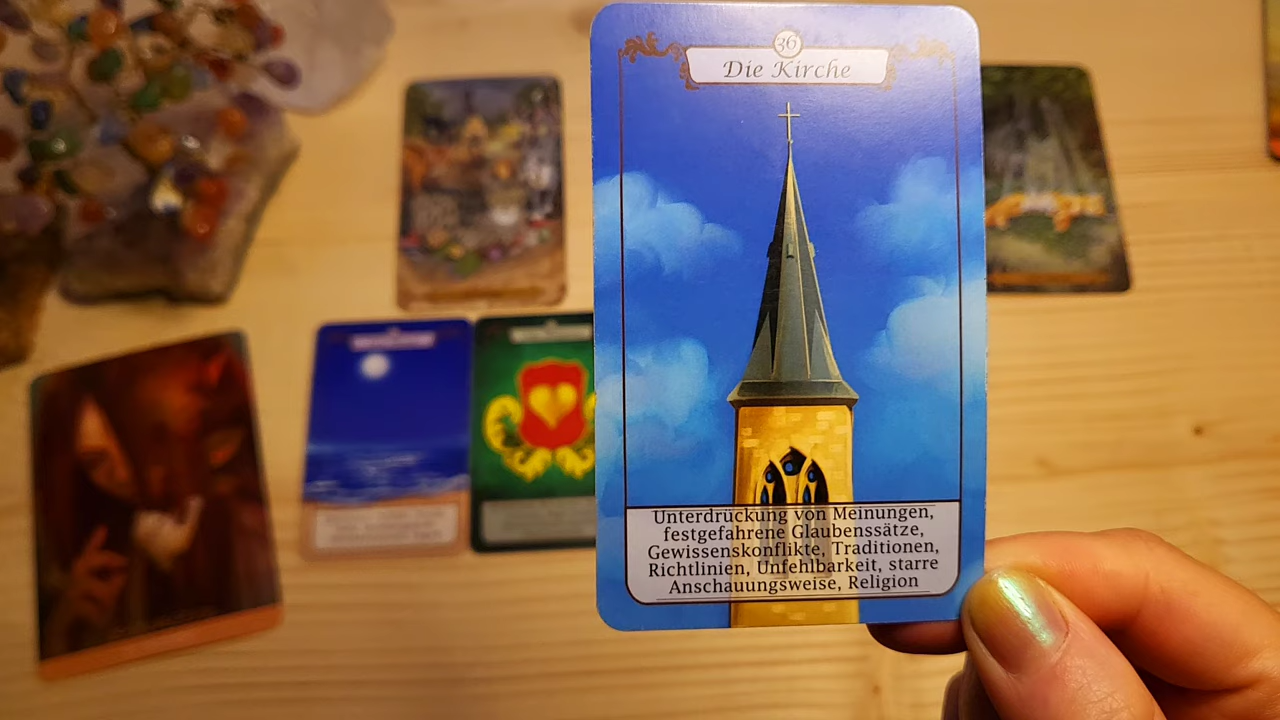 36
Die Kirche
Unterdrückung von Meinungen,
festgefahrene Glaubenssätze,
Gewissenskonflikte, Traditionen,
Richtlinien, Unfehlbarkeit, starre
Anschauungsweise, Religion